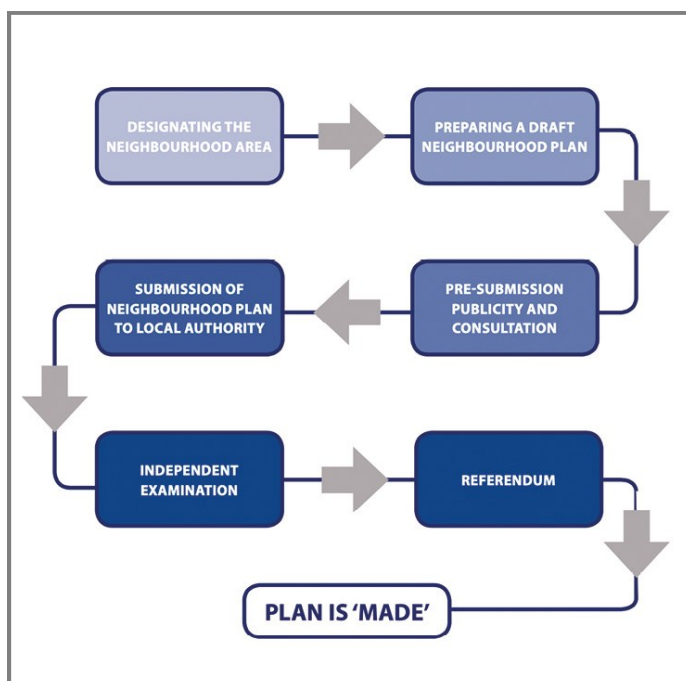 DESIGNATING THE
NEIGHBOURHOOD AREA
PREPARING A DRAFT
NEIGHBOURHOOD PLAN
PRE-SUBMISSION
PUBLICITY AND
CONSULTATION
SUBMISSION OF
NEIGHBOURHOOD PLAN
TO LOCAL AUTHORITY
INDEPENDENT
EXAMINATION
REFERENDUM
PLAN IS ‘MADE’